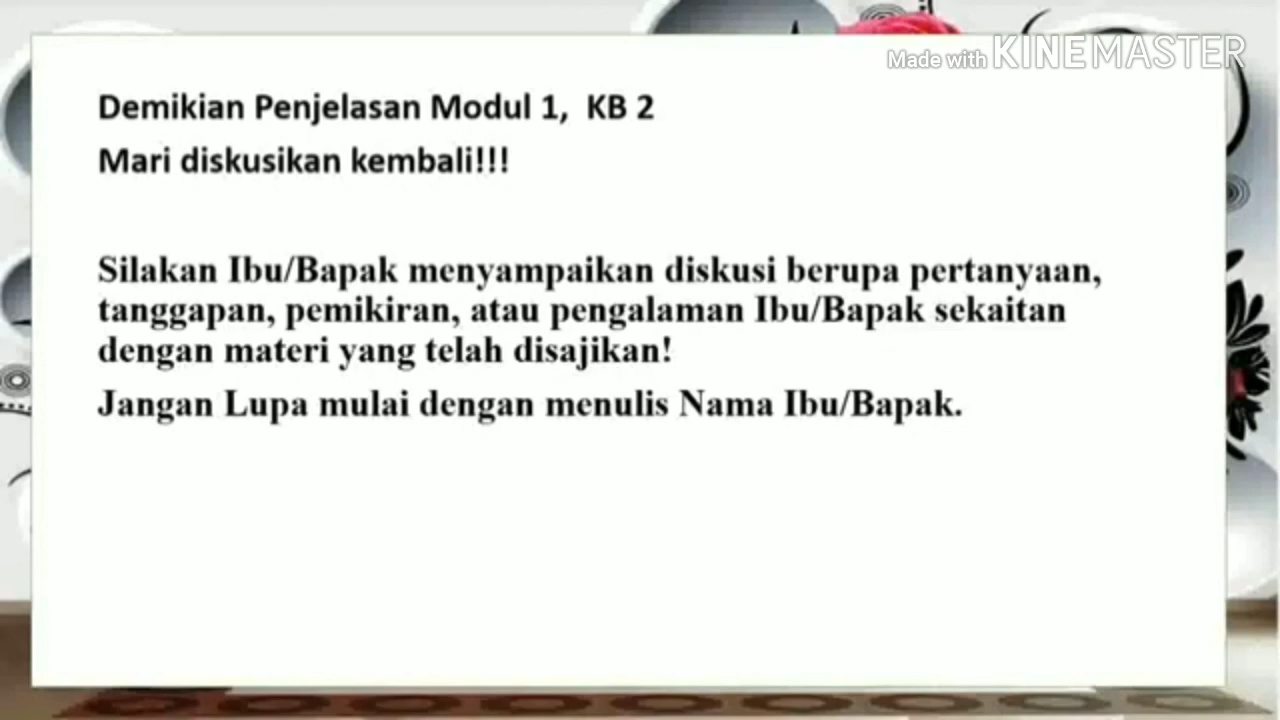 Made with KINEMASTER
Demikian Penjelasan Modul 1, KB 2
Mari diskusikan kembali!!!
Silakan Ibu/Bapak menyampaikan diskusi berupa pertanyaan,
tanggapan, pemikiran, atau pengalaman Ibu/Bapak sekaitan
dengan materi yang telah disajikan!
Jangan Lupa mulai dengan menulis Nama Ibu/Bapak.